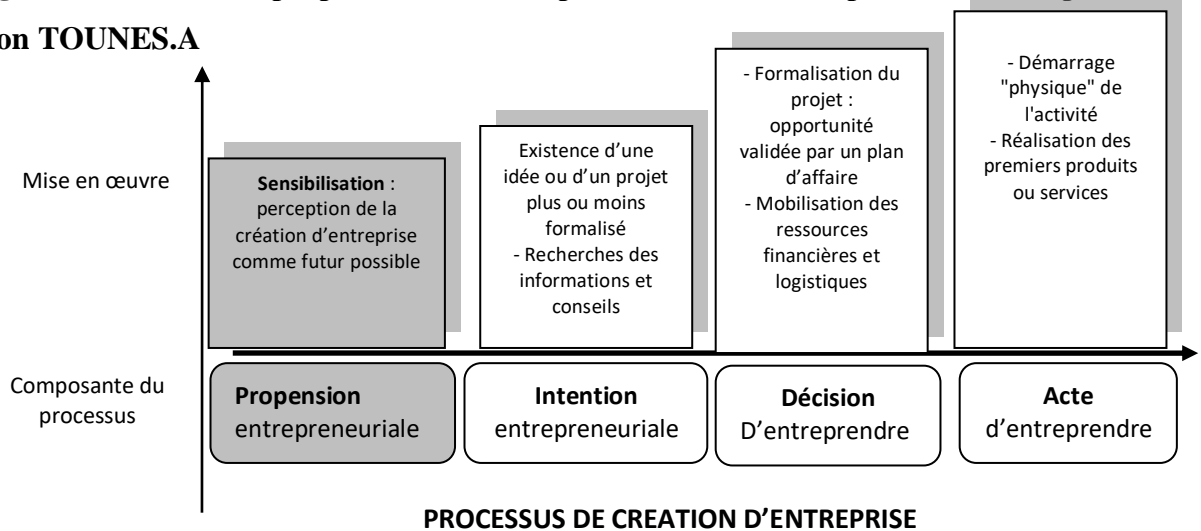 on TOUNES.A
Mise en œuvre
Sensibilisation :
perception de la
création d’entreprise
comme futur possible
Existence d’une
idée ou d’un projet
plus ou moins
formalisé
- Recherches des
informations et
conseils
- Formalisation du
projet :
opportunité
validée par un plan
d’affaire
- Mobilisation des
ressources
financières et
logistiques
- Démarrage
"physique" de
l'activité
- Réalisation des
premiers produits
ou services
Composante du
processus
Propension
entrepreneuriale
Intention
entrepreneuriale
Décision
D’entreprendre
Acte
d’entreprendre
PROCESSUS DE CREATION D’ENTREPRISE